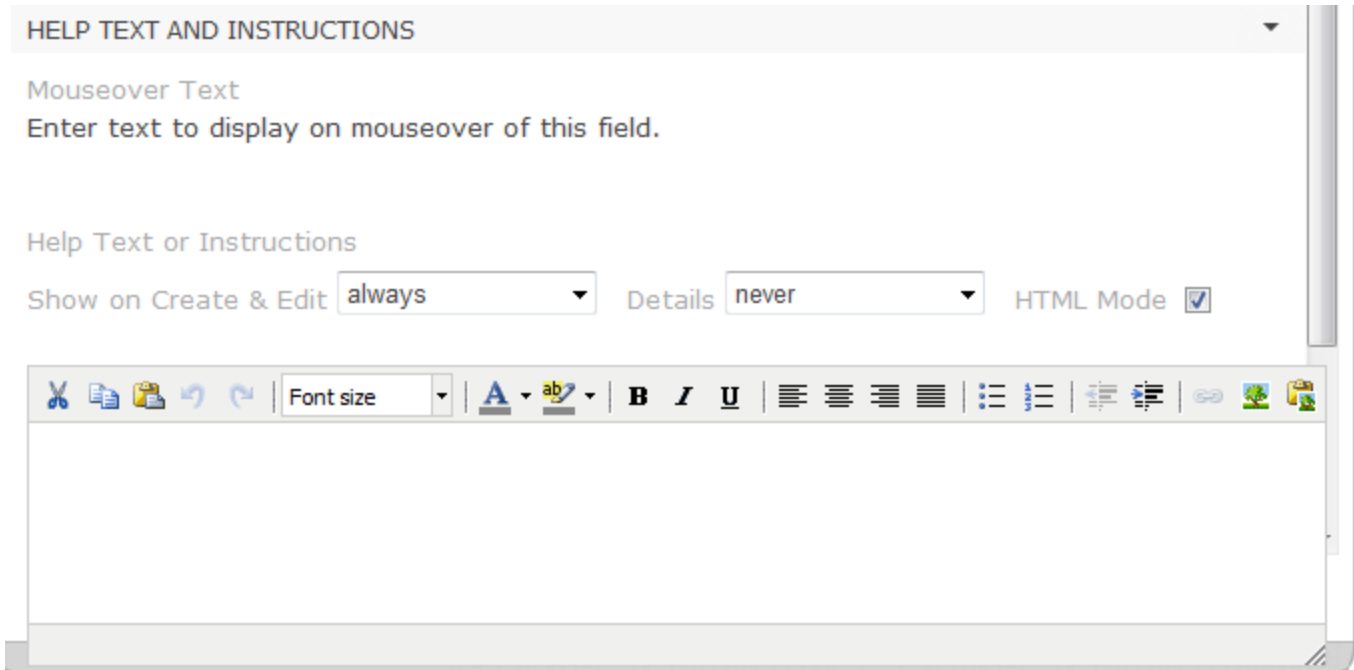 HELP TEXT AND INSTRUCTIONS
Mouseover Text
Enter text to display on mouseover of this field.
Help Text or Instructions
Show on Create & Edit always Details never HTML Mode
Font size A ab B I U